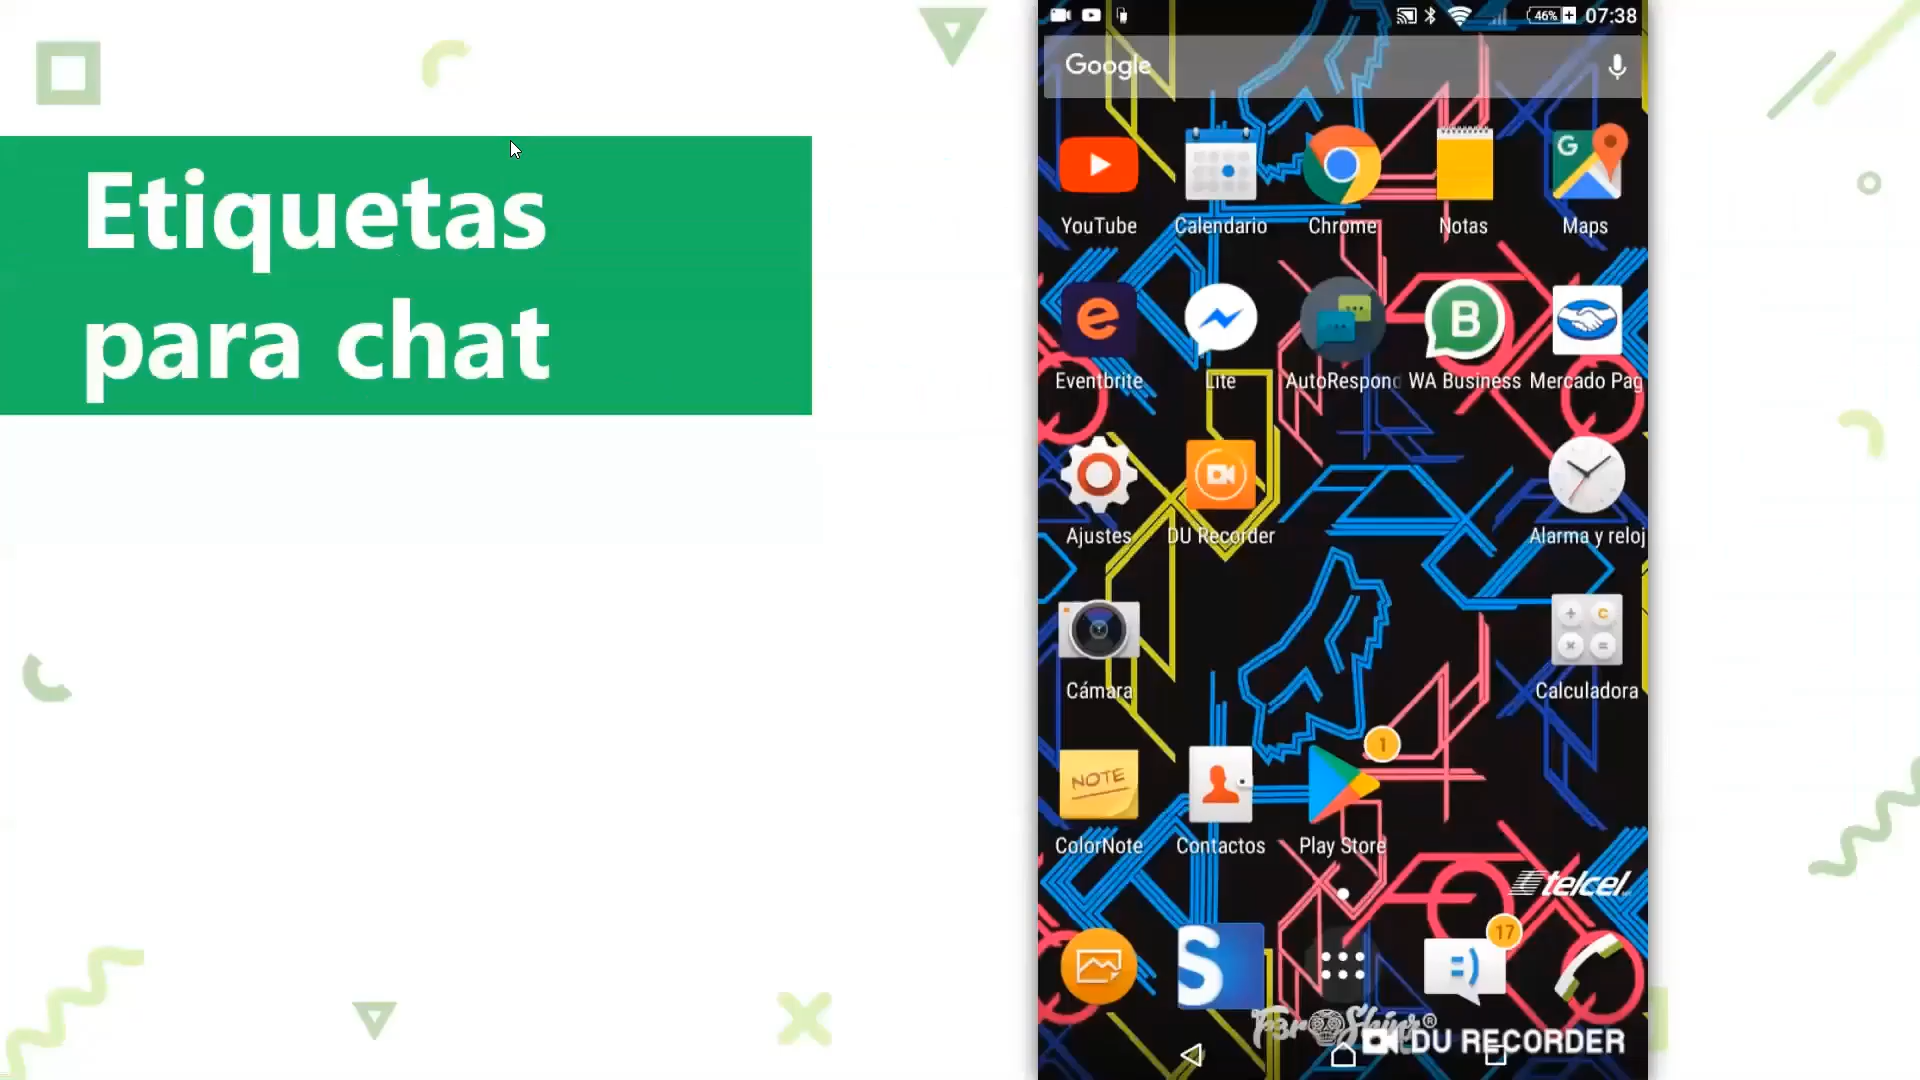 Etiquetas
para chat
46%
07:38
Google
G
YouTube
Calendario
Chrome
Notas
Maps
e
B
Eventbrite
Lite
AutoRespond
WA Business
Mercado Pag
Ajustes
DU Recorder
Alarma y reloj
Cámara
Calculadora
NOTE
1
ColorNote
Contactos
Play Store
telcel
S
17
:)
DU RECORDER